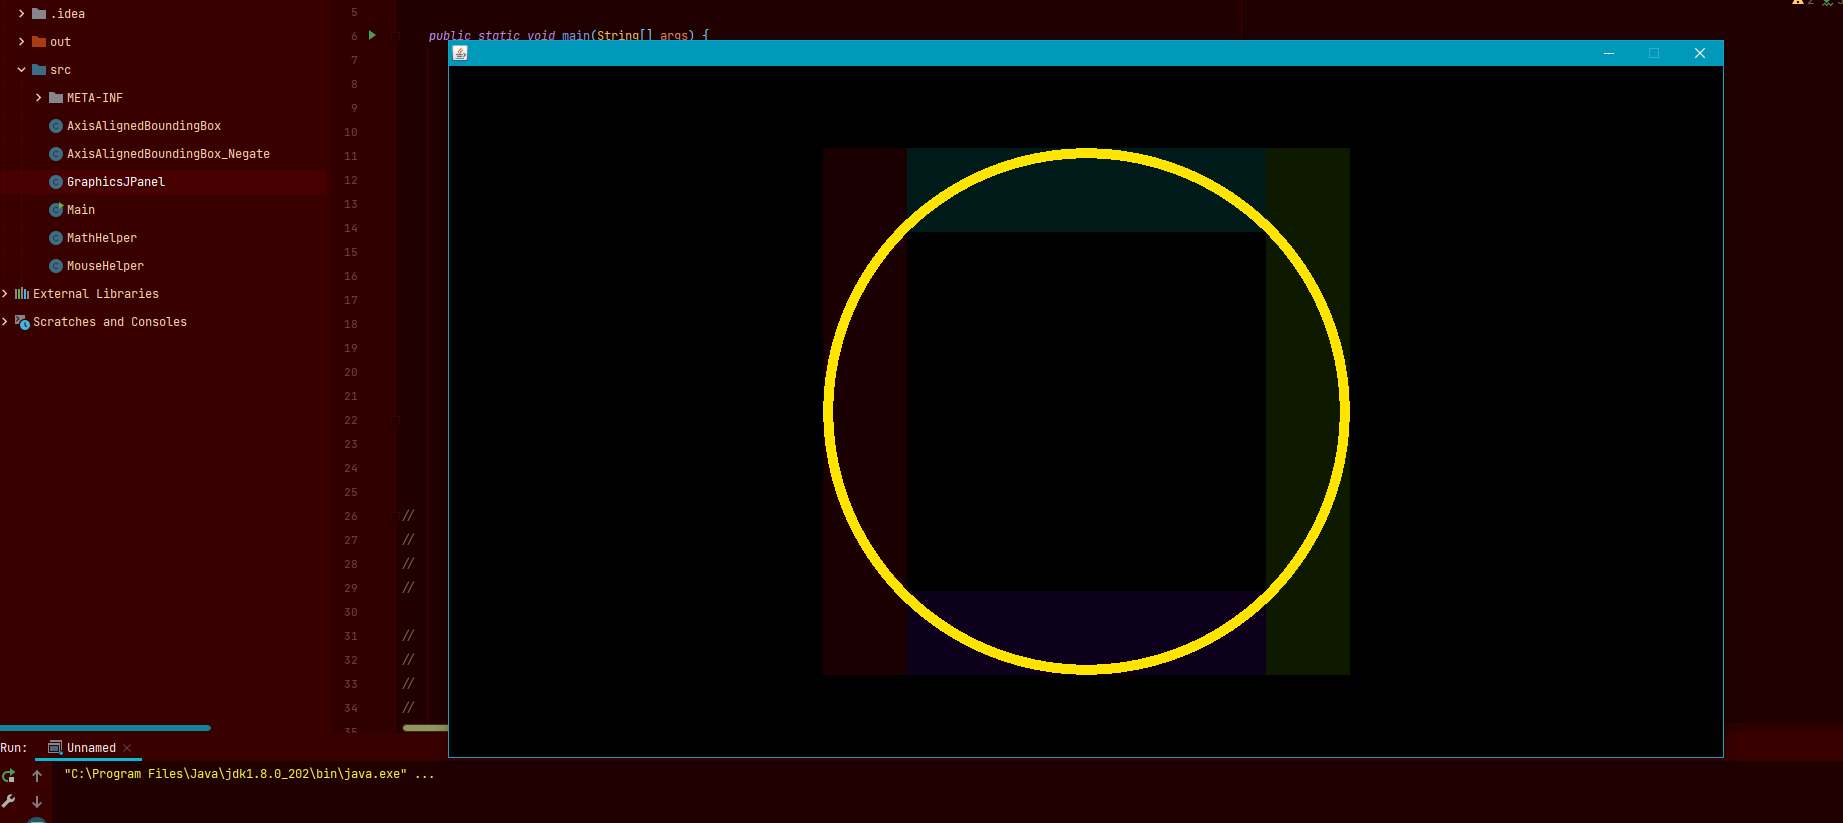 .idea
out
src
META-INF
AxisAlignedBoundingBox
AxisAlignedBoundingBox_Negate
GraphicsJPanel
Main
MathHelper
MouseHelper
External Libraries
Scratches and Consoles
5
6 public static void main(String[] args) {
7
8
9
10
11
12
13
14
15
16
17
18
19
20
21
22
23
24
25
26 //
27 //
28 //
29 //
30
31 //
32 //
33 //
34 //
35
2
Run: Unnamed
"C:\Program Files\Java\jdk1.8.0_202\bin\java.exe" ...